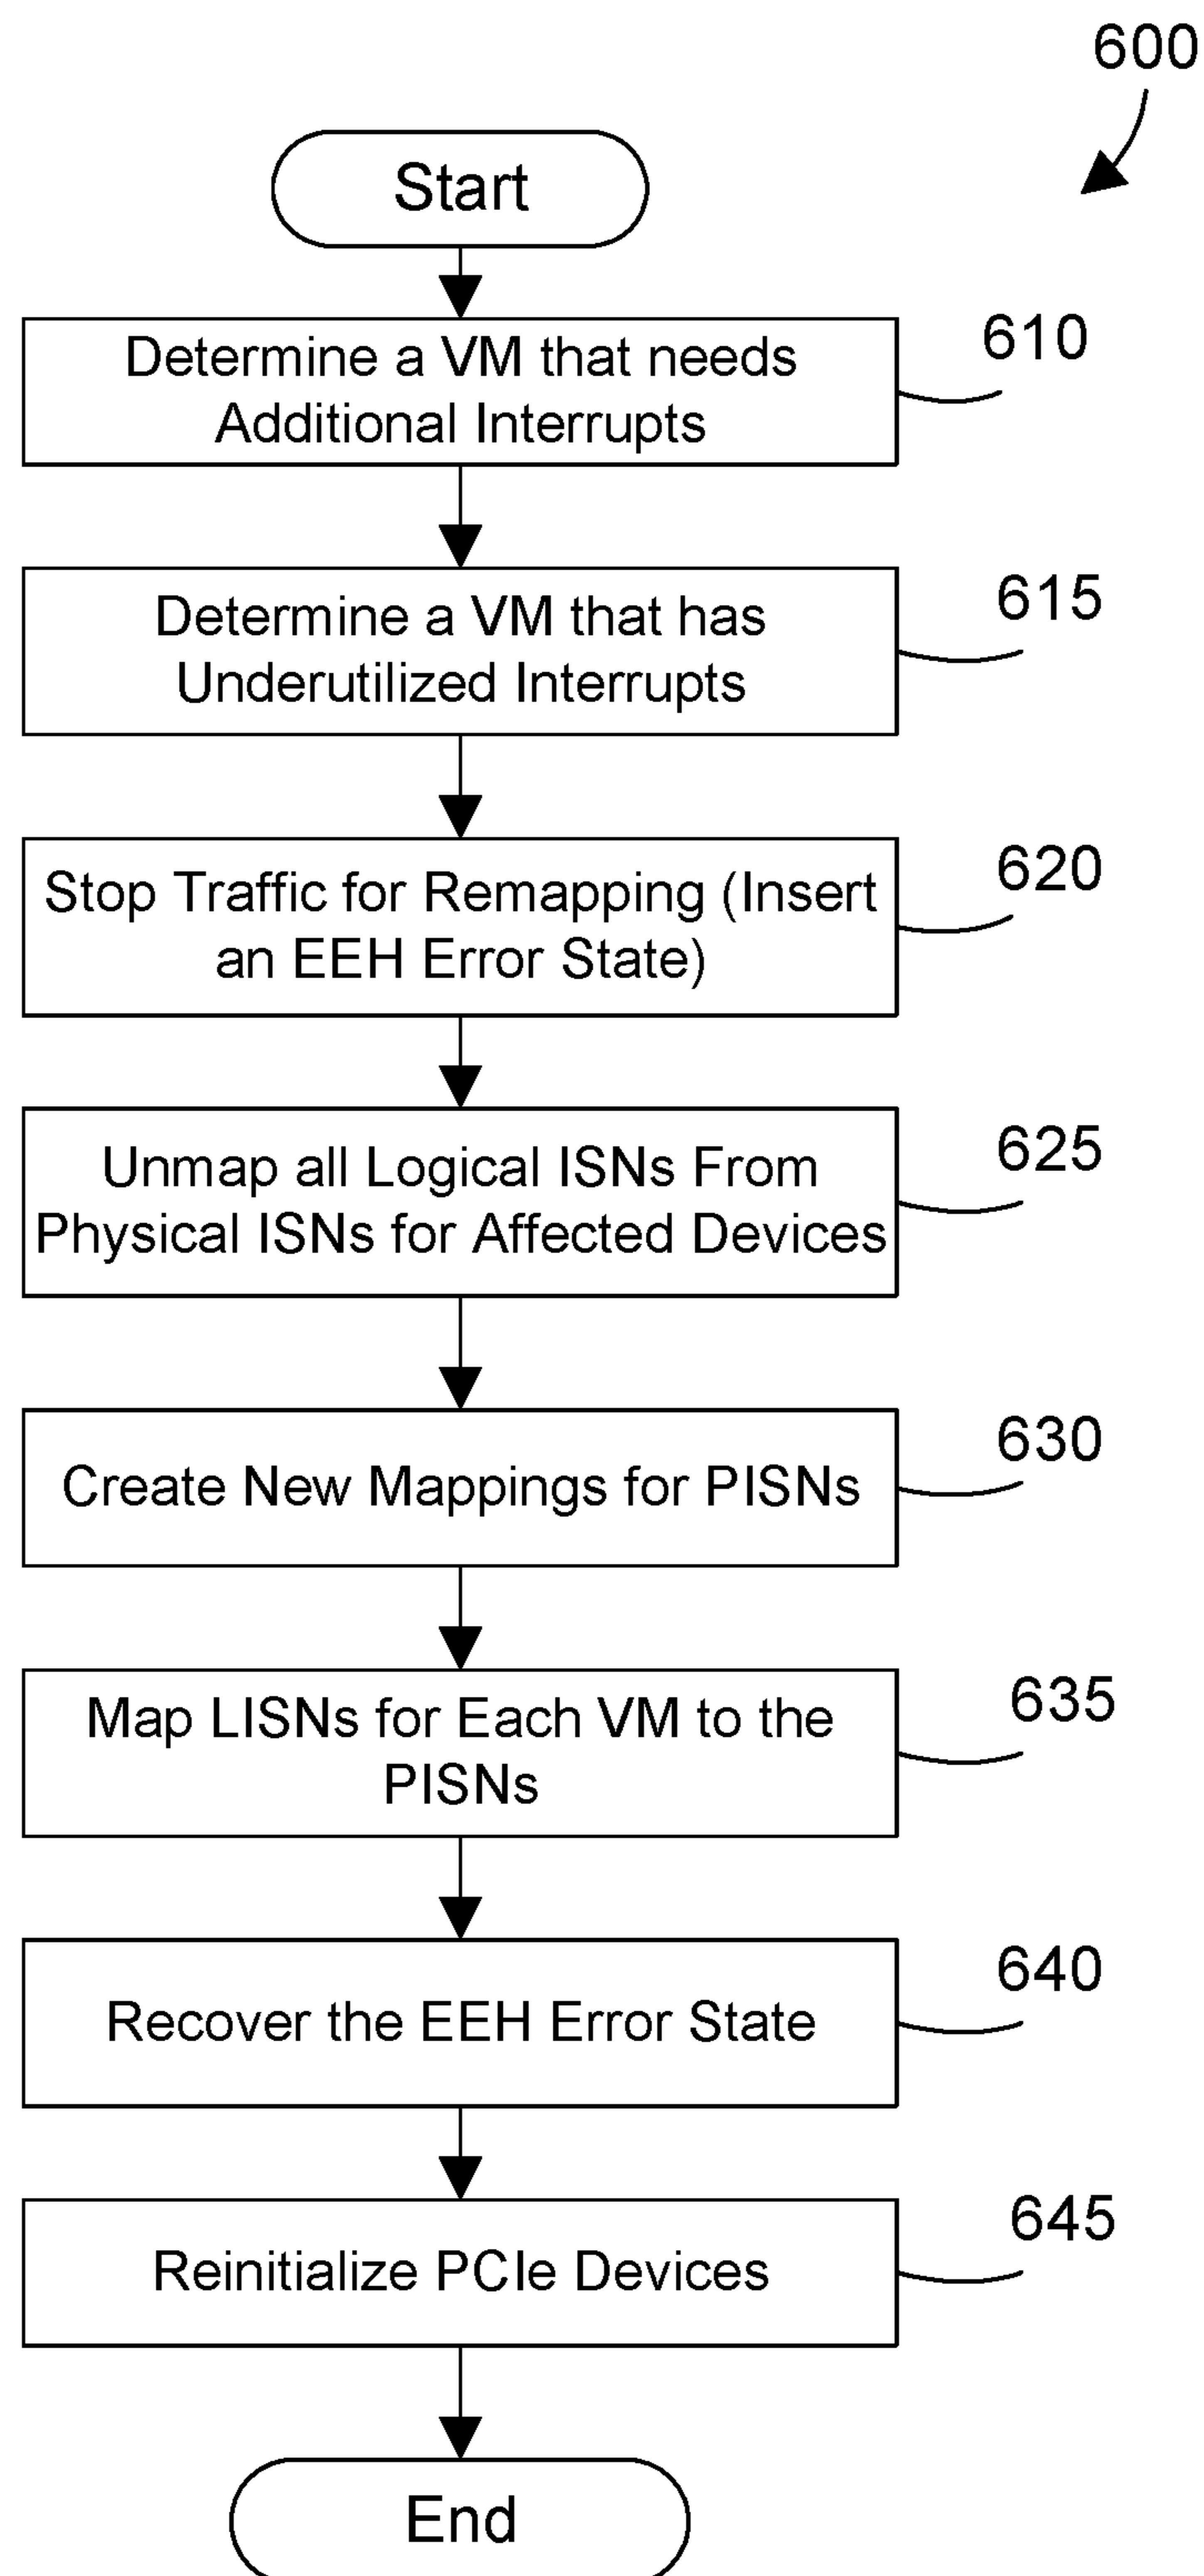 600
Start
Determine a VM that needs
Additional Interrupts
610
Determine a VM that has
Underutilized Interrupts
615
Stop Traffic for Remapping (Insert
an EEH Error State)
620
Unmap all Logical ISNs From
Physical ISNs for Affected Devices
625
Create New Mappings for PISNs
630
Map LISNs for Each VM to the
PISNs
635
Recover the EEH Error State
640
Reinitialize PCIe Devices
645
End